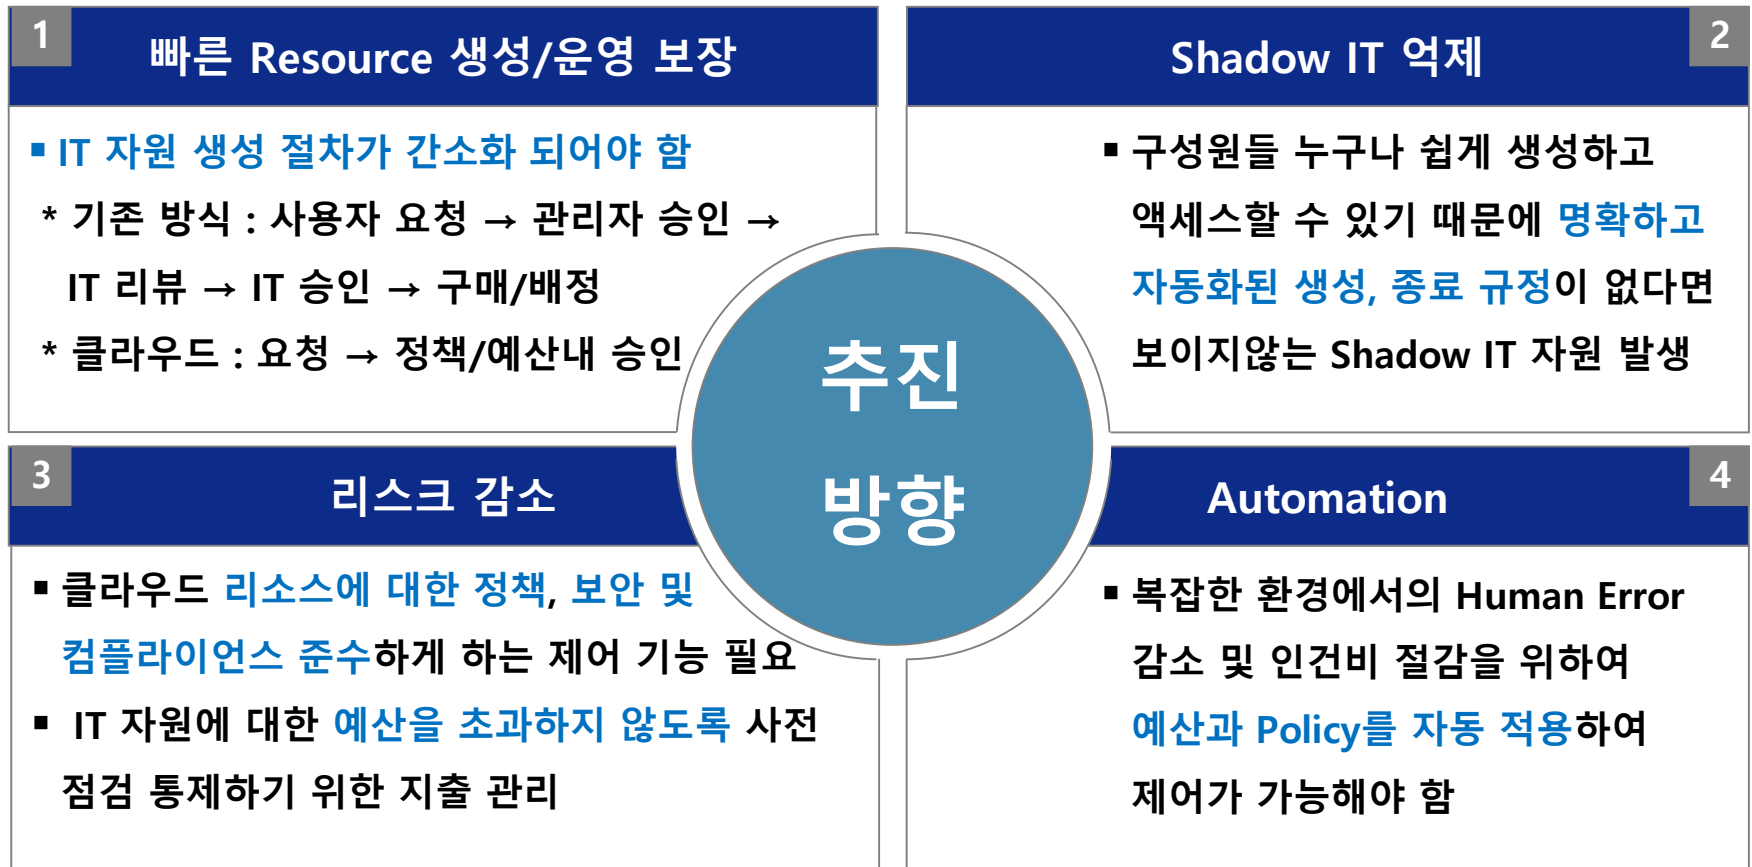 1
빠른 Resource 생성/운영 보장
▪ IT 자원 생성 절차가 간소화 되어야 함
* 기존 방식 : 사용자 요청 → 관리자 승인 →
IT 리뷰 → IT 승인 → 구매/배정
* 클라우드 : 요청 → 정책/예산내 승인
2
Shadow IT 억제
▪ 구성원들 누구나 쉽게 생성하고
액세스할 수 있기 때문에 명확하고
자동화된 생성, 종료 규정이 없다면
보이지않는 Shadow IT 자원 발생
추진
방향
3
리스크 감소
▪ 클라우드 리소스에 대한 정책, 보안 및
컴플라이언스 준수하게 하는 제어 기능 필요
▪ IT 자원에 대한 예산을 초과하지 않도록 사전
점검 통제하기 위한 지출 관리
4
Automation
▪ 복잡한 환경에서의 Human Error
감소 및 인건비 절감을 위하여
예산과 Policy를 자동 적용하여
제어가 가능해야 함